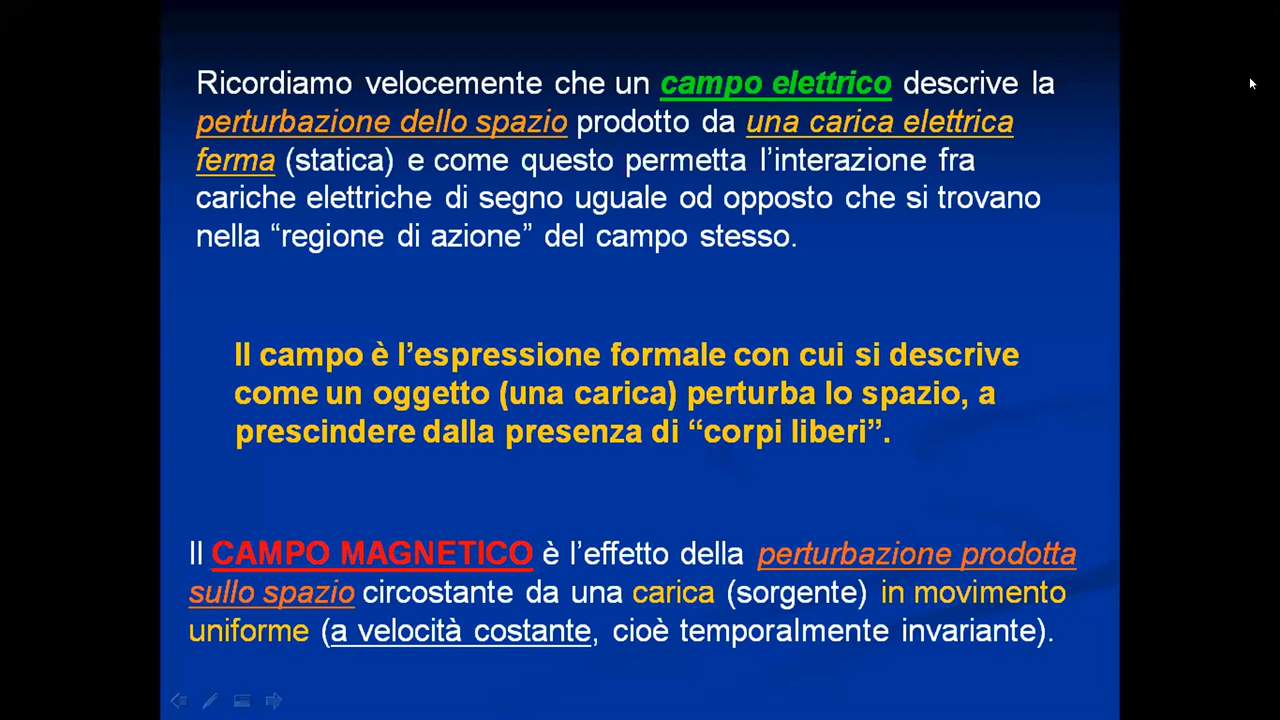 Ricordiamo velocemente che un campo elettrico descrive la
perturbazione dello spazio prodotto da una carica elettrica
ferma (statica) e come questo permetta l’interazione fra
cariche elettriche di segno uguale od opposto che si trovano
nella “regione di azione” del campo stesso.
Il campo è l’espressione formale con cui si descrive
come un oggetto (una carica) perturba lo spazio, a
prescindere dalla presenza di “corpi liberi”.
Il CAMPO MAGNETICO è l’effetto della perturbazione prodotta
sullo spazio circostante da una carica (sorgente) in movimento
uniforme (a velocità costante, cioè temporalmente invariante).